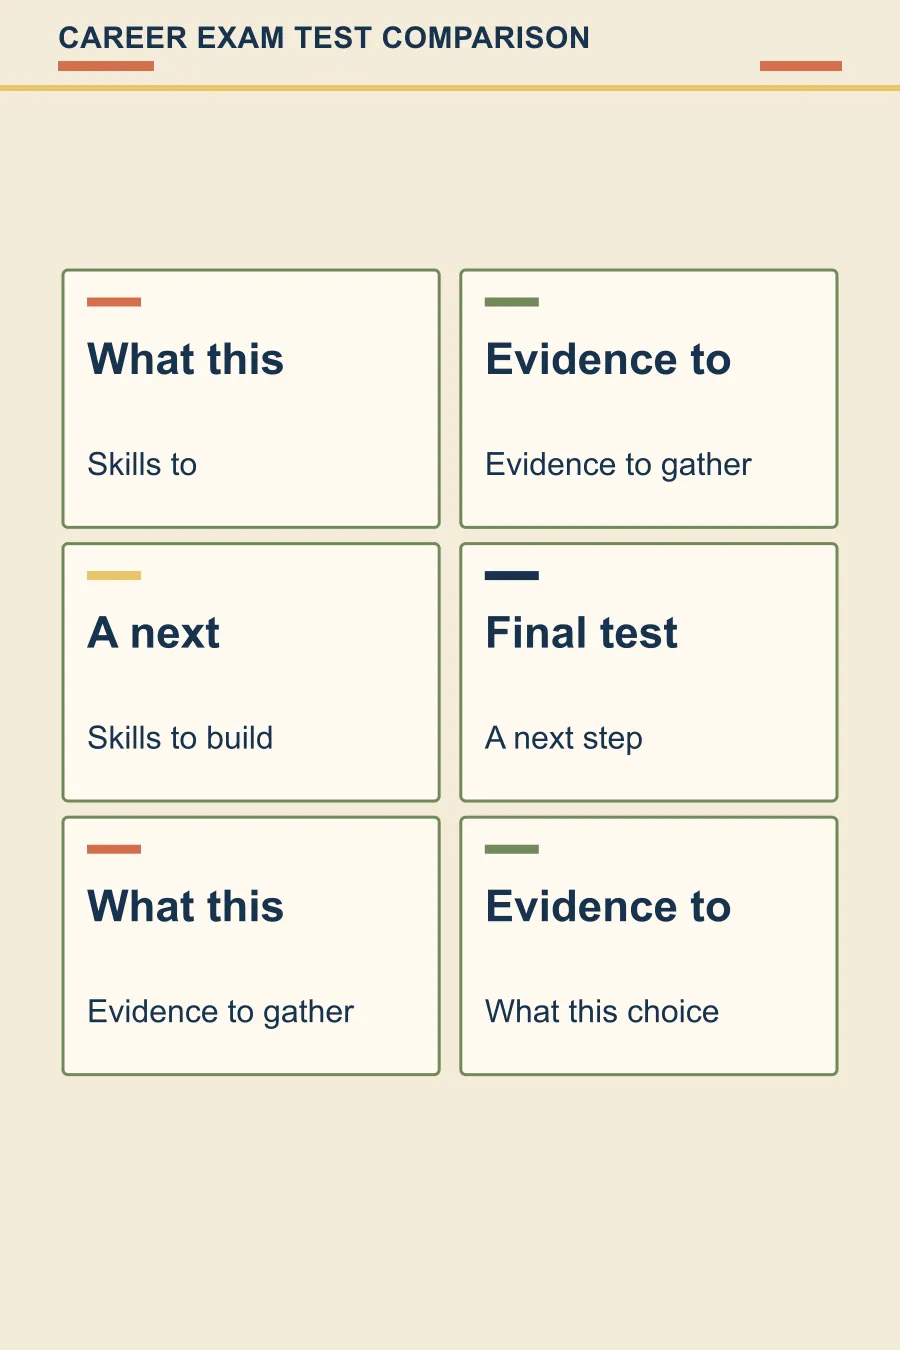 CAREER EXAM TEST COMPARISON
What this
Skills to
Evidence to
Evidence to gather
A next
Skills to build
Final test
A next step
What this
Evidence to gather
Evidence to
What this choice